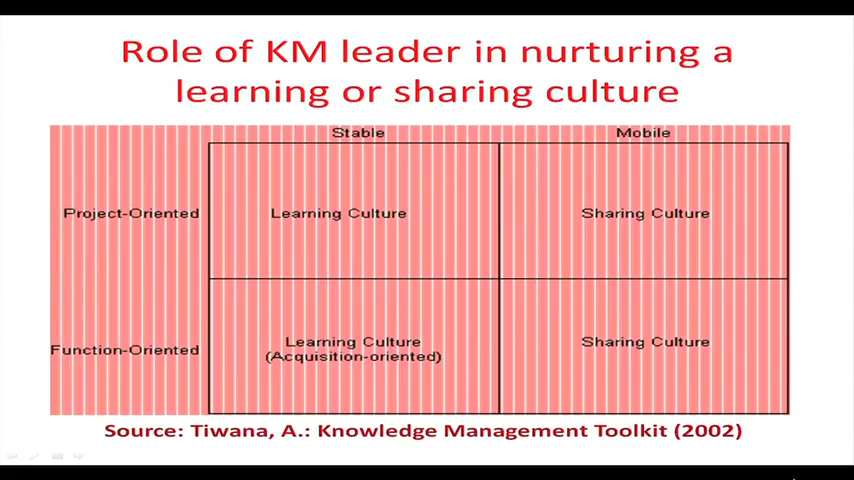 Role of KM leader in nurturing a
learning or sharing culture
Stable Mobile
Project-Oriented Learning Culture Sharing Culture
Function-Oriented Learning Culture Sharing Culture
(Acquisition-oriented)
Source: Tiwana, A.: Knowledge Management Toolkit (2002)